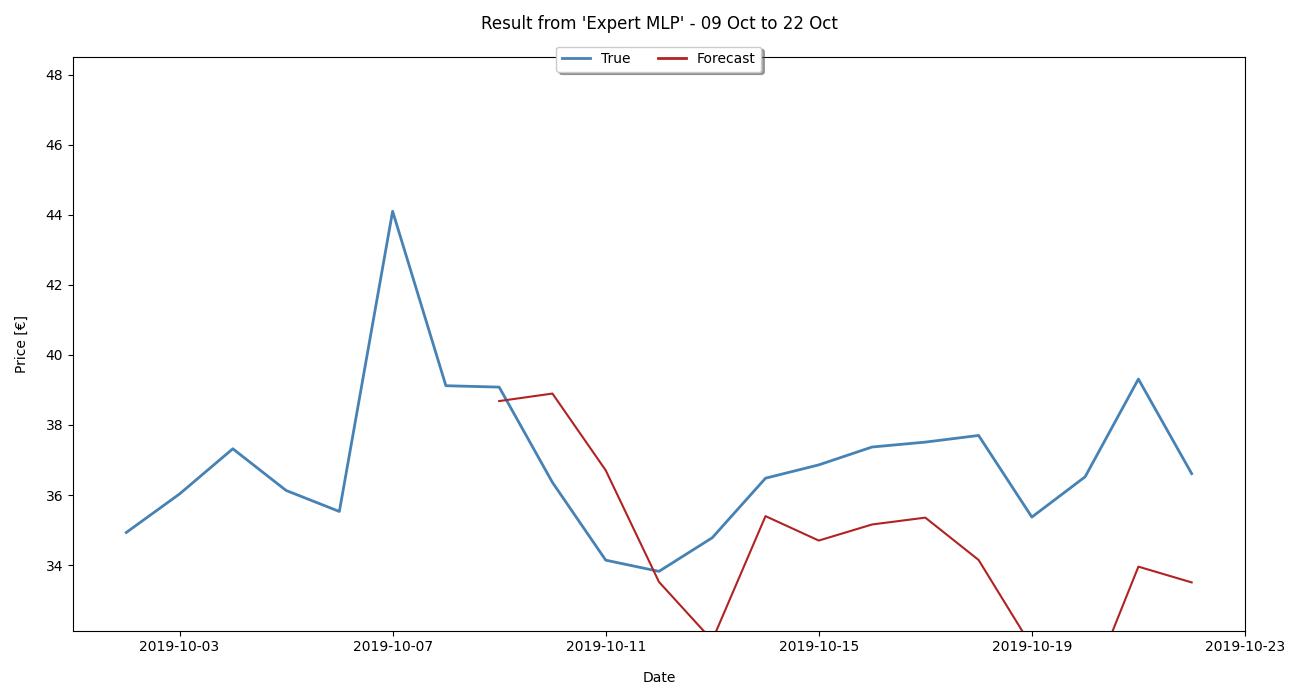 Result from 'Expert MLP' - 09 Oct to 22 Oct
True Forecast
48
46
44
42
40
38
36
34
Price [€]
2019-10-03 2019-10-07 2019-10-11 2019-10-15 2019-10-19 2019-10-23
Date